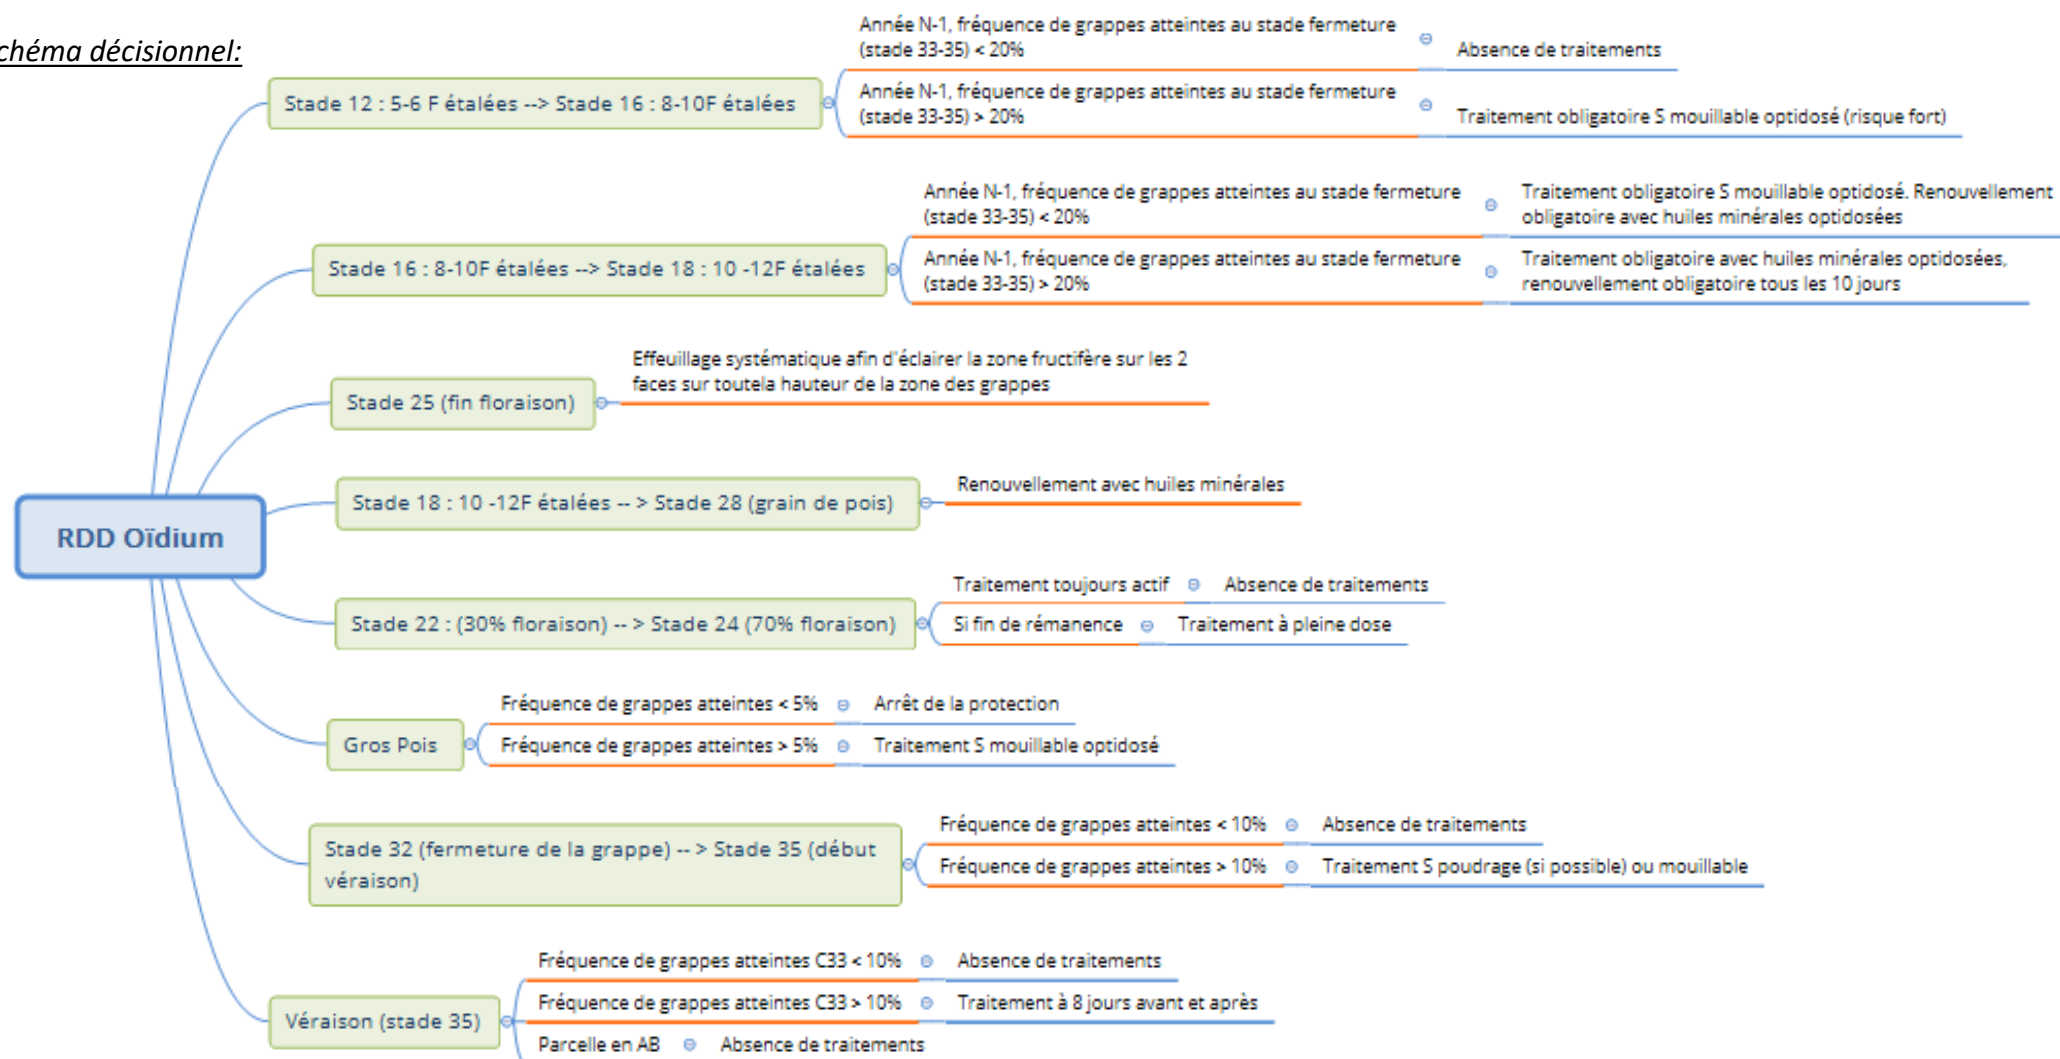 chéma décisionnel:
RDD Oïdium
Stade 12 : 5-6 F étalées --> Stade 16 : 8-10F étalées
Année N-1, fréquence de grappes atteintes au stade fermeture
(stade 33-35) < 20%
Absence de traitements
Année N-1, fréquence de grappes atteintes au stade fermeture
(stade 33-35) > 20%
Traitement obligatoire S mouillable optidosé (risque fort)
Stade 16 : 8-10F étalées --> Stade 18 : 10 -12F étalées
Année N-1, fréquence de grappes atteintes au stade fermeture
(stade 33-35) < 20%
Traitement obligatoire S mouillable optidosé. Renouvellement
obligatoire avec huiles minérales optidosées
Année N-1, fréquence de grappes atteintes au stade fermeture
(stade 33-35) > 20%
Traitement obligatoire avec huiles minérales optidosées,
renouvellement obligatoire tous les 10 jours
Stade 25 (fin floraison)
Effeuillage systématique afin d'éclairer la zone fructifère sur les 2
faces sur toutela hauteur de la zone des grappes
Stade 18 : 10 -12F étalées -- > Stade 28 (grain de pois)
Renouvellement avec huiles minérales
Stade 22 : (30% floraison) -- > Stade 24 (70% floraison)
Traitement toujours actif
Absence de traitements
Si fin de rémanence
Traitement à pleine dose
Gros Pois
Fréquence de grappes atteintes < 5%
Arrêt de la protection
Fréquence de grappes atteintes > 5%
Traitement S mouillable optidosé
Stade 32 (fermeture de la grappe) -- > Stade 35 (début
véraison)
Fréquence de grappes atteintes < 10%
Absence de traitements
Fréquence de grappes atteintes > 10%
Traitement S poudrage (si possible) ou mouillable
Véraison (stade 35)
Fréquence de grappes atteintes C33 < 10%
Absence de traitements
Fréquence de grappes atteintes C33 > 10%
Traitement à 8 jours avant et après
Parcelle en AB
Absence de traitements